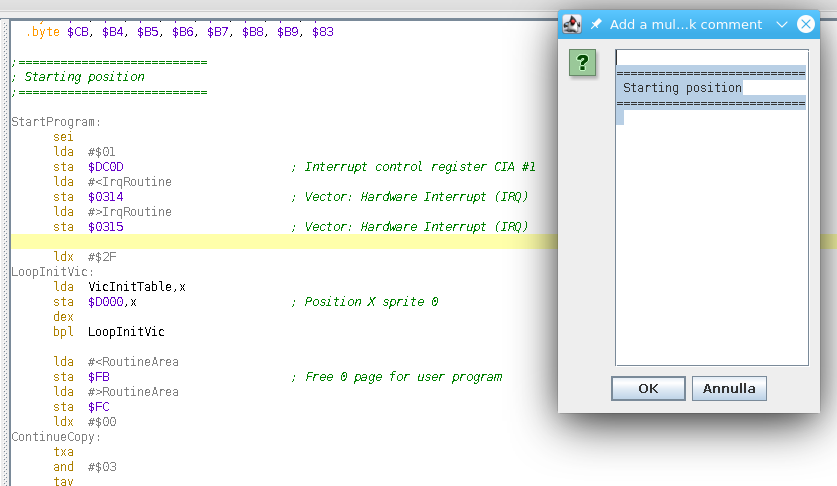 .byte $CB, $B4, $B5, $B6, $B7, $B8, $B9, $83
;===========================
; Starting position
;===========================
StartProgram:
sei
lda #$01
sta $DC0D ; Interrupt control register CIA #1
lda #<IrqRoutine
sta $0314 ; Vector: Hardware Interrupt (IRQ)
lda #>IrqRoutine
sta $0315 ; Vector: Hardware Interrupt (IRQ)
ldx #$2F
LoopInitVic:
lda VicInitTable,x
sta $D000,x ; Position X sprite 0
dex
bpl LoopInitVic
lda #<RoutineArea
sta $FB ; Free 0 page for user program
lda #>RoutineArea
sta $FC
ldx #$00
ContinueCopy:
txa
and #$03
tay
Add a mul...k comment
?
===========================
Starting position
===========================
OK
Annulla